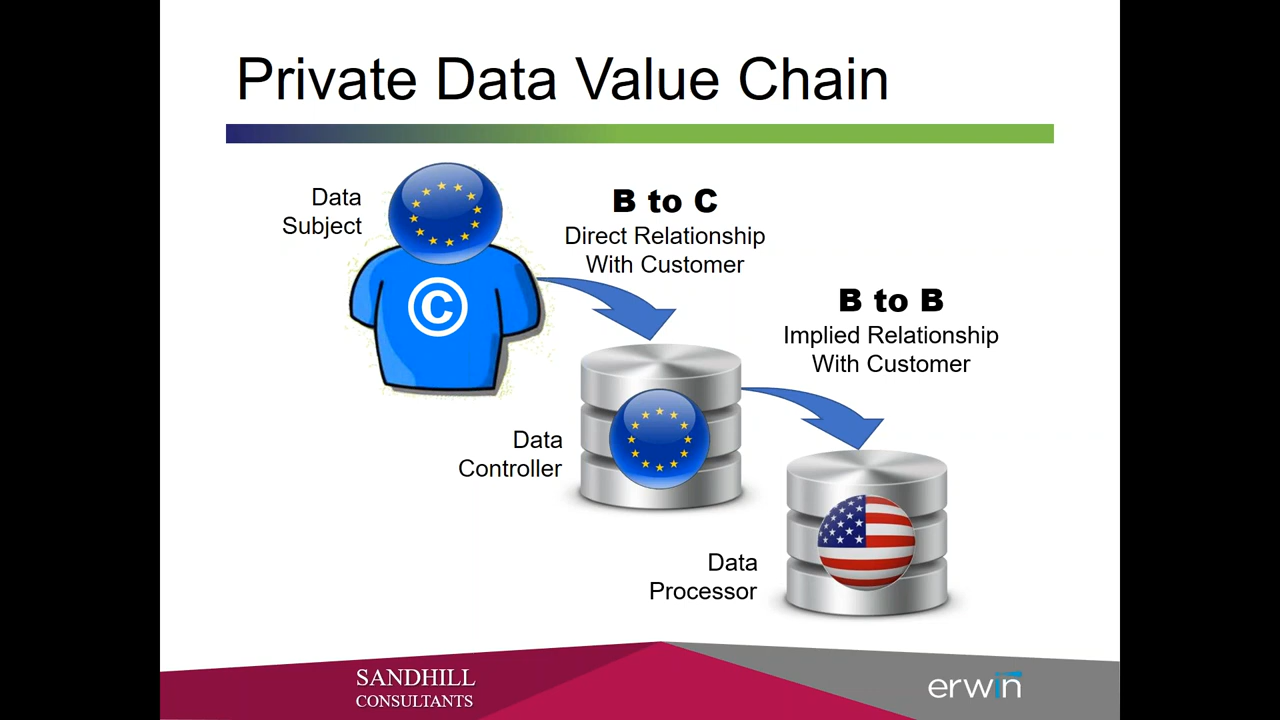 Private Data Value Chain
Data
Subject
B to C
Direct Relationship
With Customer
©
B to B
Implied Relationship
With Customer
Data
Controller
Data
Processor
SANDHILL
CONSULTANTS
erwin